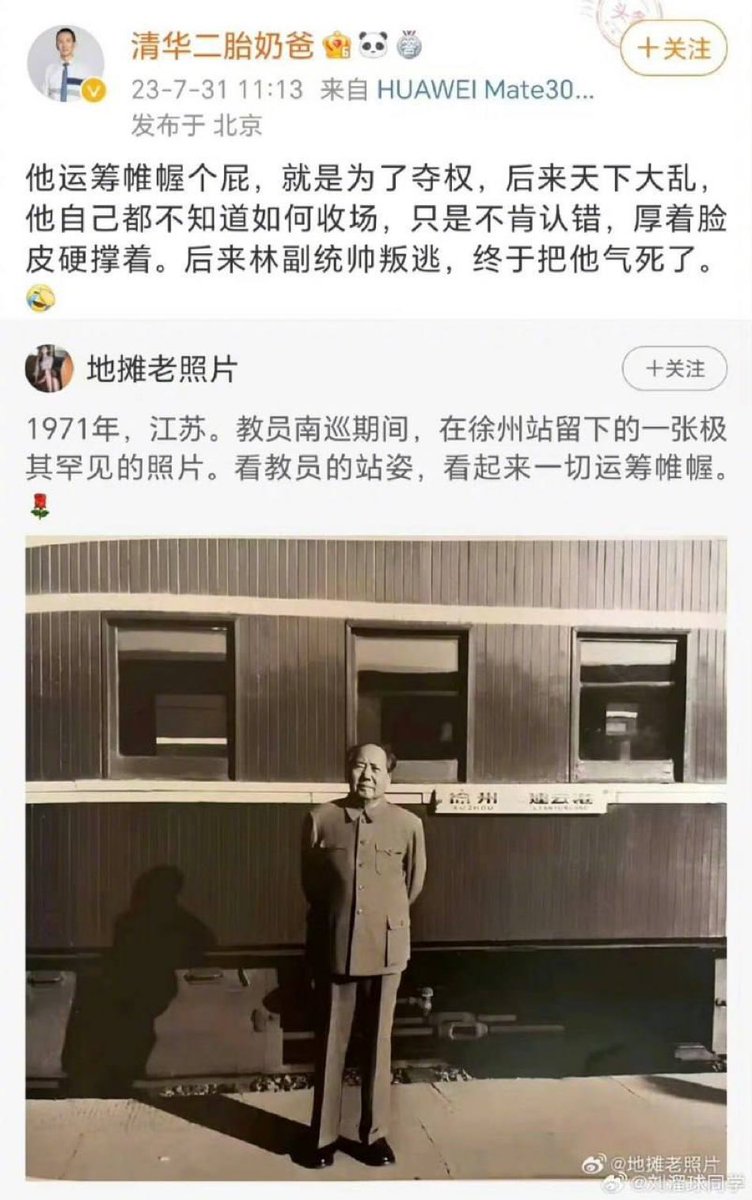 清华二胎奶爸
+关注
23-7-31 11:13 来自 HUAWEI Mate30...
发布于 北京
他运筹帷幄个屁，就是为了夺权，后来天下大乱，
他自己都不知道如何收场，只是不肯认错，厚着脸
皮硬撑着。后来林副统帅叛逃，终于把他气死了。
地摊老照片
+关注
1971年，江苏。教员南巡期间，在徐州站留下的一张极
其罕见的照片。看教员的站姿，看起来一切运筹帷幄。
徐州 连云港
XUZHOU LIANYUNGANG
@地摊老照片
@刘溜球同学